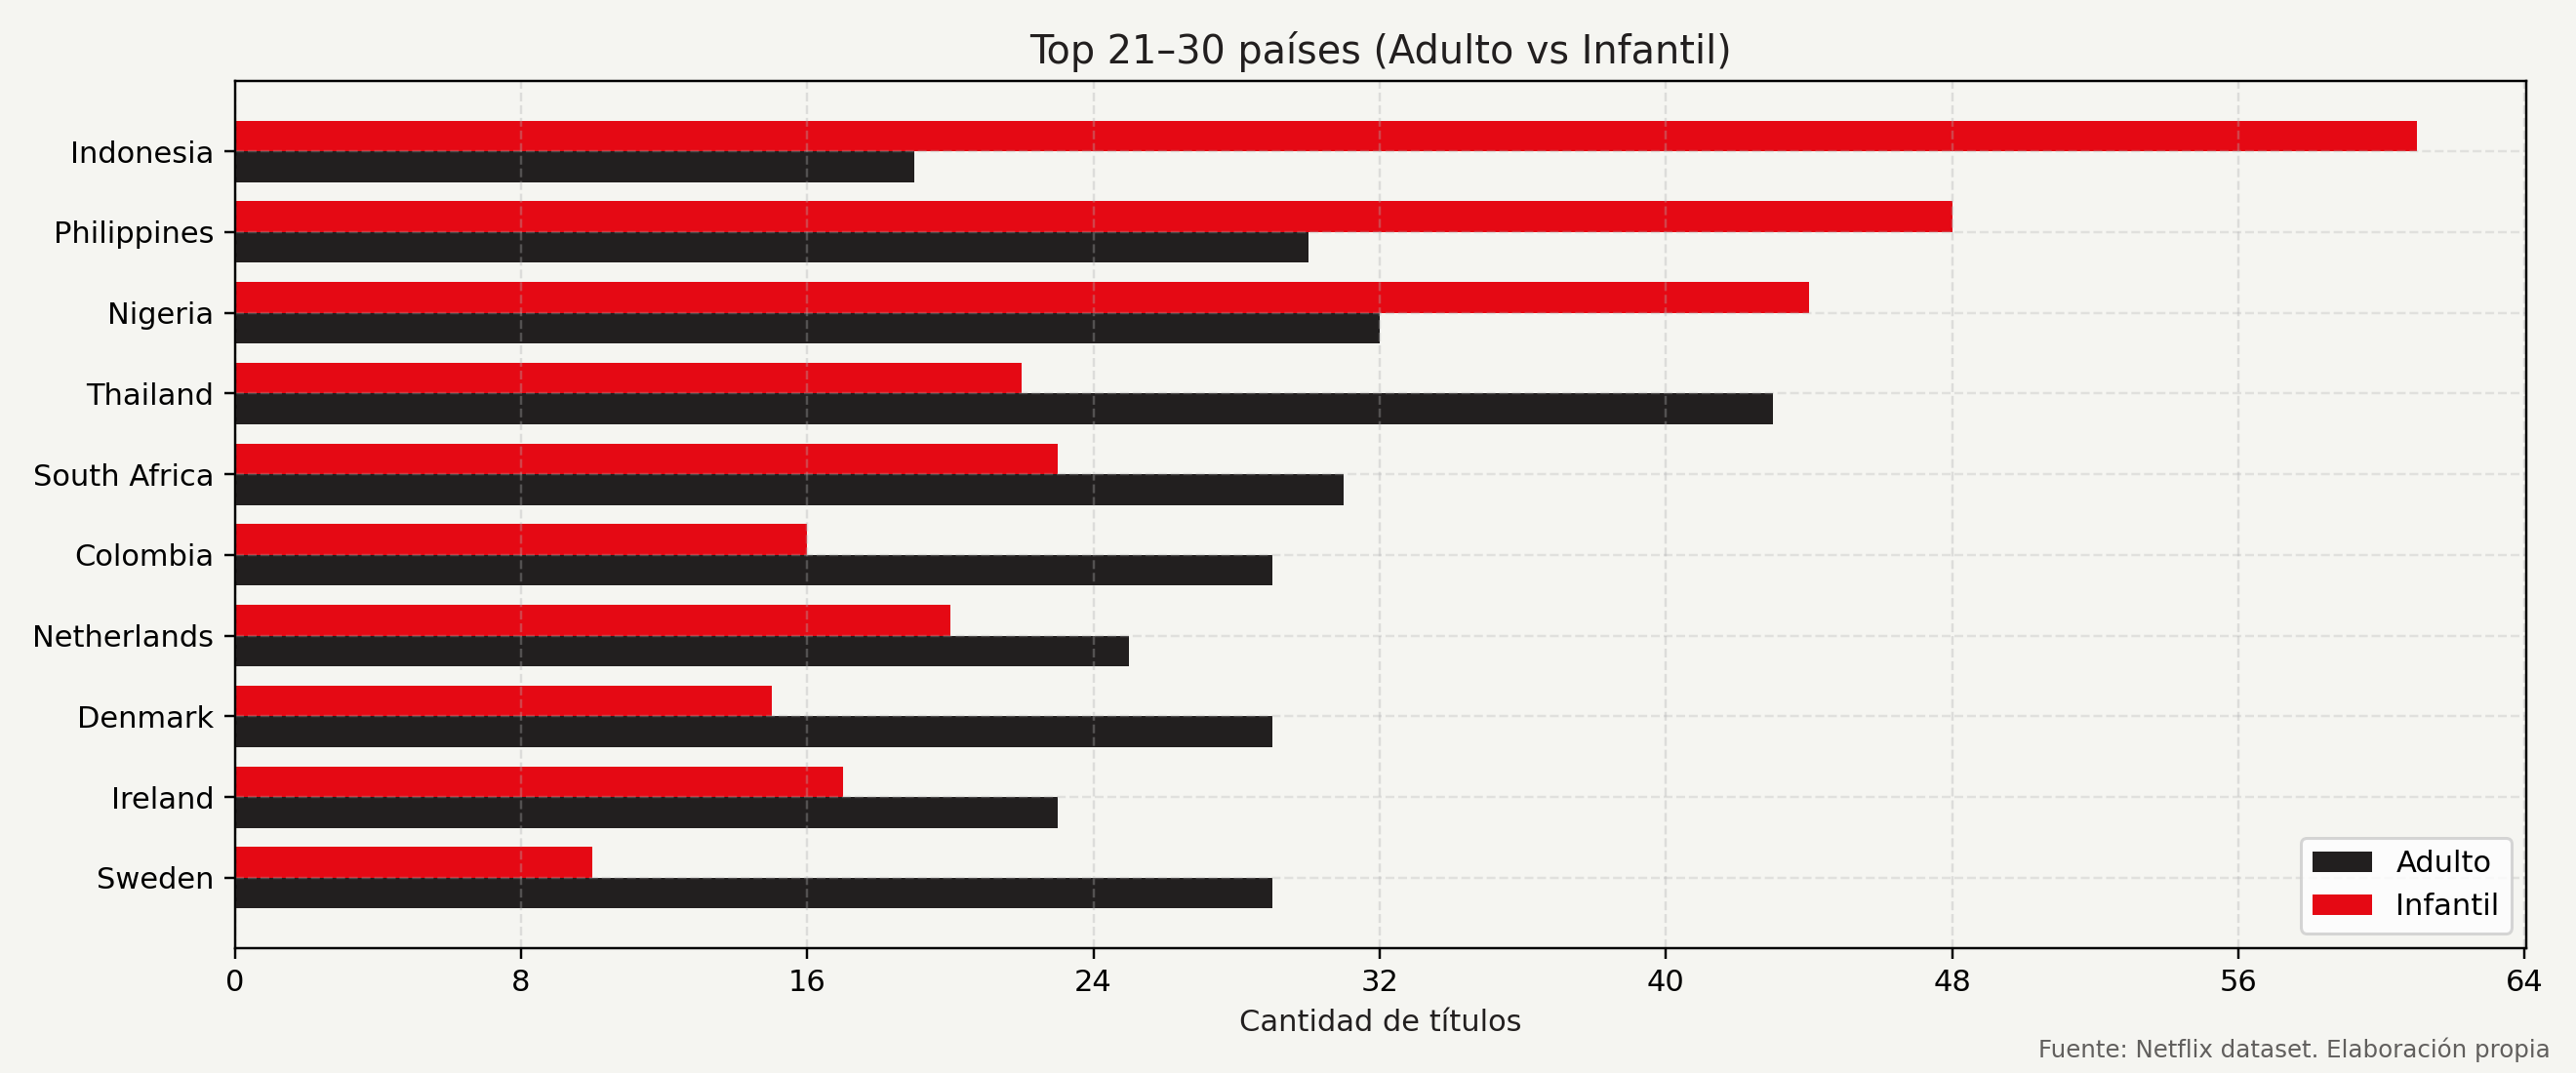 Top 21–30 países (Adulto vs Infantil)
Indonesia
Philippines
Nigeria
Thailand
South Africa
Colombia
Netherlands
Denmark
Ireland
Sweden
Adulto
Infantil
0 8 16 24 32 40 48 56 64
Cantidad de títulos
Fuente: Netflix dataset. Elaboración propia